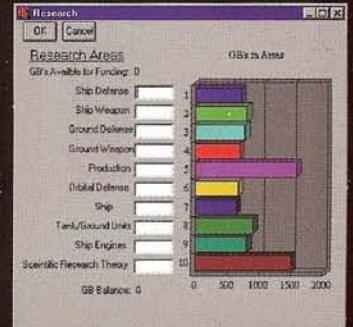 Research
OK Cancel
Research Areas
GB's in Areas
GB's Availble for Funding: 0
Ship Defense 1
Ship Weapon 2
Ground Defense 3
Ground Weapon 4
Production 5
Orbital Defense 6
Ship 7
Tank/Ground Units 8
Ship Engines 9
Scientific Research Theory 10
0 500 1000 1500 2000
GB Balance: 0